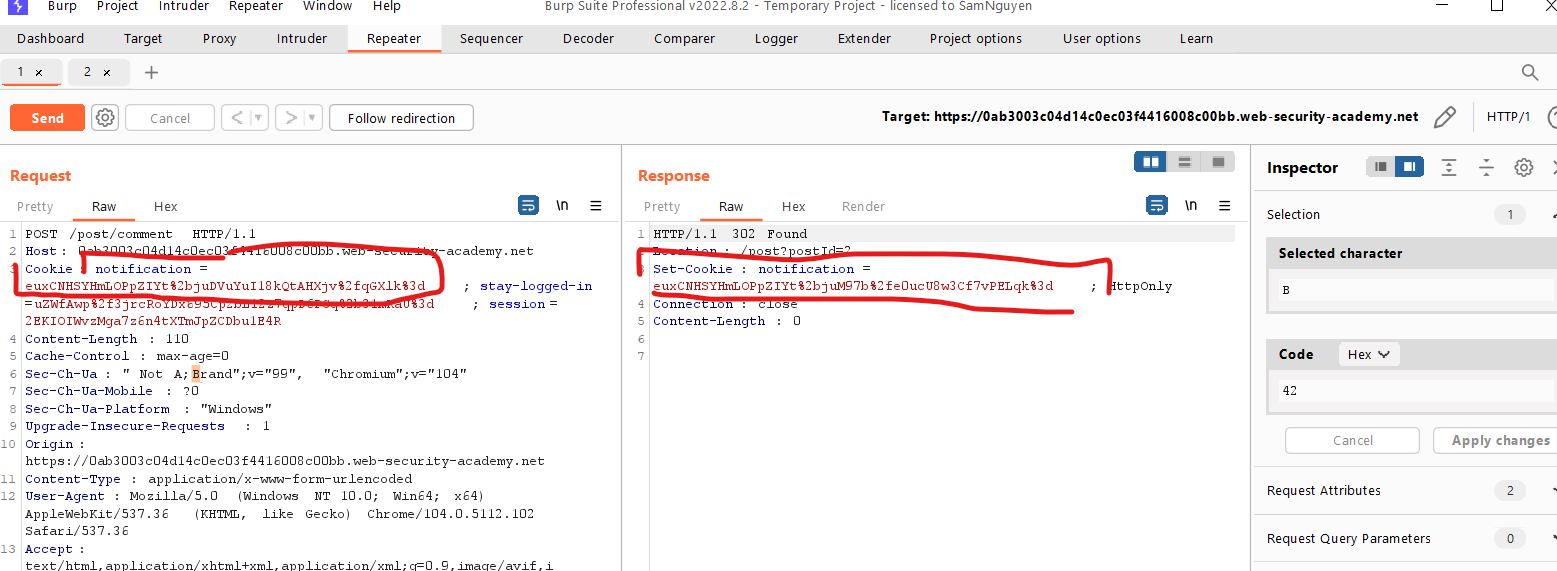 Burp Project Intruder Repeater Window Help Burp Suite Professional v2022.8.2 - Temporary Project - licensed to SamNguyen
Dashboard Target Proxy Intruder Repeater Sequencer Decoder Comparer Logger Extender Project options User options Learn
1 × 2 × +
Send Cancel < > Follow redirection Target: https://0ab3003c04d14c0ec03f4416008c00bb.web-security-academy.net HTTP/1
Request
Pretty Raw Hex \n
1 POST /post/comment HTTP/1.1
2 Host: 0ab3003c04d14c0ec03f4416008c00bb.web-security-academy.net
3 Cookie : notification =
euxCNHSYHmLOPpZIYt%2bjuDVuYuI18kQtAHXjv%2fqGXlk%3d ; stay-logged-in
; session =
2EKIOIWvzMga7z6n4tXTmJpZCDbu1E4R
4 Content-Length : 110
5 Cache-Control : max-age=0
6 Sec-Ch-Ua : " Not A;Brand";v="99", "Chromium";v="104"
7 Sec-Ch-Ua-Mobile : ?0
8 Sec-Ch-Ua-Platform : "Windows"
9 Upgrade-Insecure-Requests : 1
10 Origin :
https://0ab3003c04d14c0ec03f4416008c00bb.web-security-academy.net
11 Content-Type : application/x-www-form-urlencoded
12 User-Agent : Mozilla/5.0 (Windows NT 10.0; Win64; x64)
AppleWebKit/537.36 (KHTML, like Gecko) Chrome/104.0.5112.102
Safari/537.36
13 Accept :
text/html,application/xhtml+xml,application/xml;q=0.9,image/avif,i
Response
Pretty Raw Hex Render \n
1 HTTP/1.1 302 Found
Location : /post?postId=2
3 Set-Cookie : notification =
euxCNHSYHmLOPpZIYt%2bjuM97b%2feOucU8w3Cf7vPELqk%3d ; HttpOnly
4 Connection : close
5 Content-Length : 0
6
7
Inspector
Selection 1
Selected character
B
Code Hex
42
Cancel Apply changes
Request Attributes 2
Request Query Parameters 0